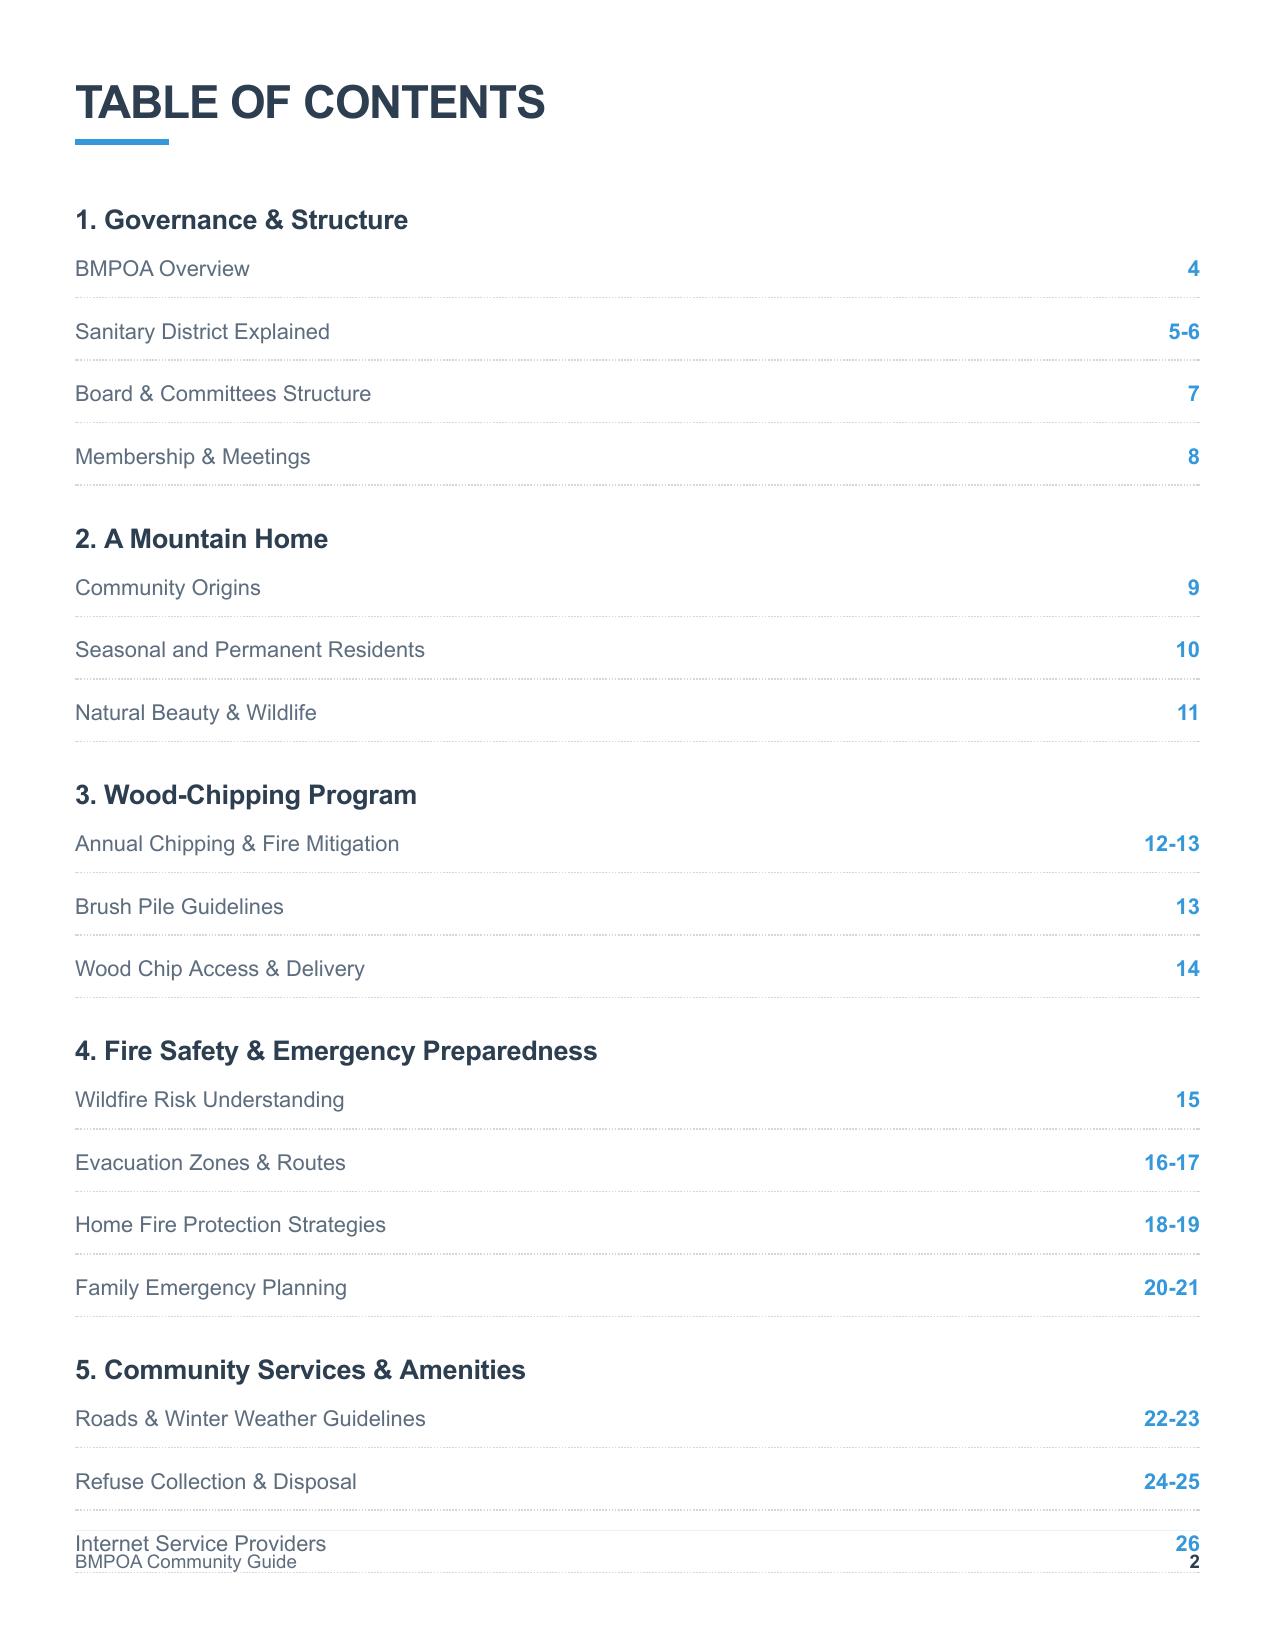 TABLE OF CONTENTS
1. Governance & Structure
BMPOA Overview 4
Sanitary District Explained 5-6
Board & Committees Structure 7
Membership & Meetings 8
2. A Mountain Home
Community Origins 9
Seasonal and Permanent Residents 10
Natural Beauty & Wildlife 11
3. Wood-Chipping Program
Annual Chipping & Fire Mitigation 12-13
Brush Pile Guidelines 13
Wood Chip Access & Delivery 14
4. Fire Safety & Emergency Preparedness
Wildfire Risk Understanding 15
Evacuation Zones & Routes 16-17
Home Fire Protection Strategies 18-19
Family Emergency Planning 20-21
5. Community Services & Amenities
Roads & Winter Weather Guidelines 22-23
Refuse Collection & Disposal 24-25
Internet Service Providers 26
BMPOA Community Guide 2